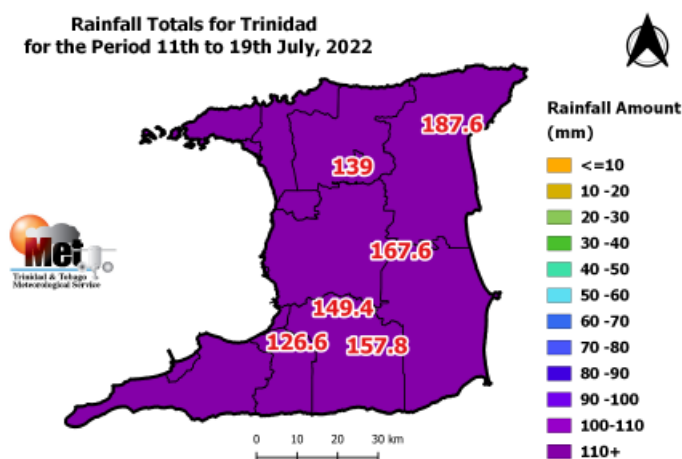 Rainfall Totals for Trinidad
for the Period 11th to 19th July, 2022
187.6
139
167.6
149.4
126.6
157.8
Met
Trinidad & Tobago
Meteorological Service
Rainfall Amount
(mm)
<=10
10 -20
20 -30
30 -40
40 -50
50 -60
60 -70
70 -80
80 -90
90 -100
100-110
110+
0 10 20 30 km